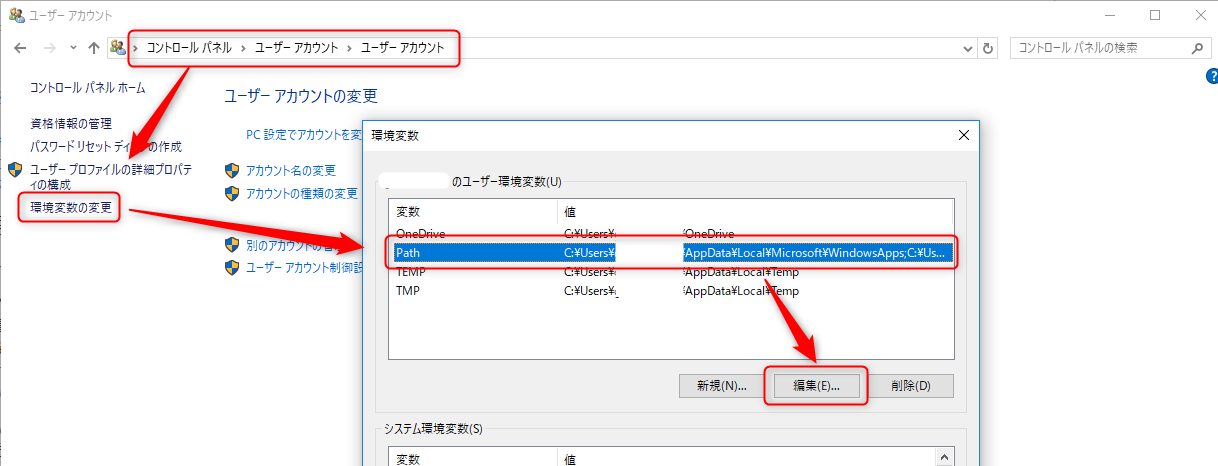 ユーザー アカウント
コントロール パネル > ユーザー アカウント > ユーザー アカウント
コントロール パネルの検索
?
コントロール パネル ホーム
資格情報の管理
パスワード リセット ディスクの作成
ユーザー プロファイルの詳細プロパテ
ィの構成
環境変数の変更
ユーザー アカウントの変更
PC 設定でアカウントを変
アカウント名の変更
アカウントの種類の変更
別のアカウントの管
ユーザー アカウント制御設
環境変数
のユーザー環境変数(U)
変数 値
OneDrive C:¥Users¥ ¥OneDrive
Path C:¥Users¥ ¥AppData¥Local¥Microsoft¥WindowsApps;C:¥Us...
TEMP C:¥Users¥ ¥AppData¥Local¥Temp
TMP C:¥Users¥ ¥AppData¥Local¥Temp
新規(N)... 編集(E)... 削除(D)
システム環境変数(S)
変数 値